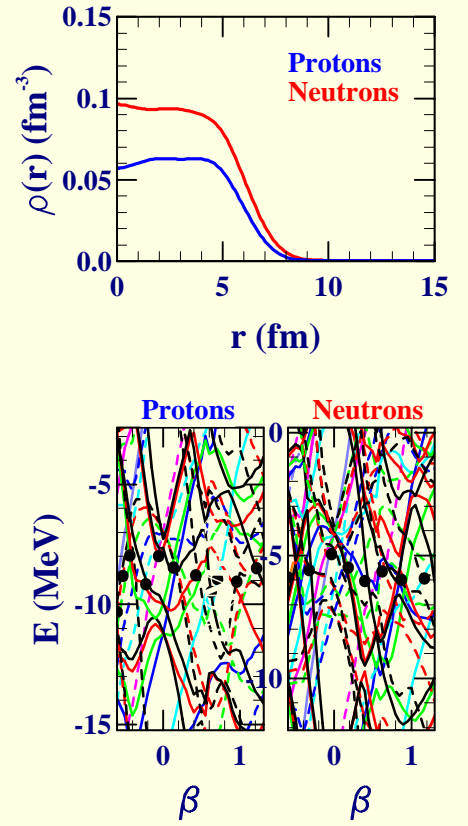 0.15
0.1
0.05
0.0
ρ(r) (fm⁻³)
Protons
Neutrons
0 5 10 15
r (fm)
Protons Neutrons
-5
-10
-15
E (MeV)
0
-5
-10
0 1 0 1
β β